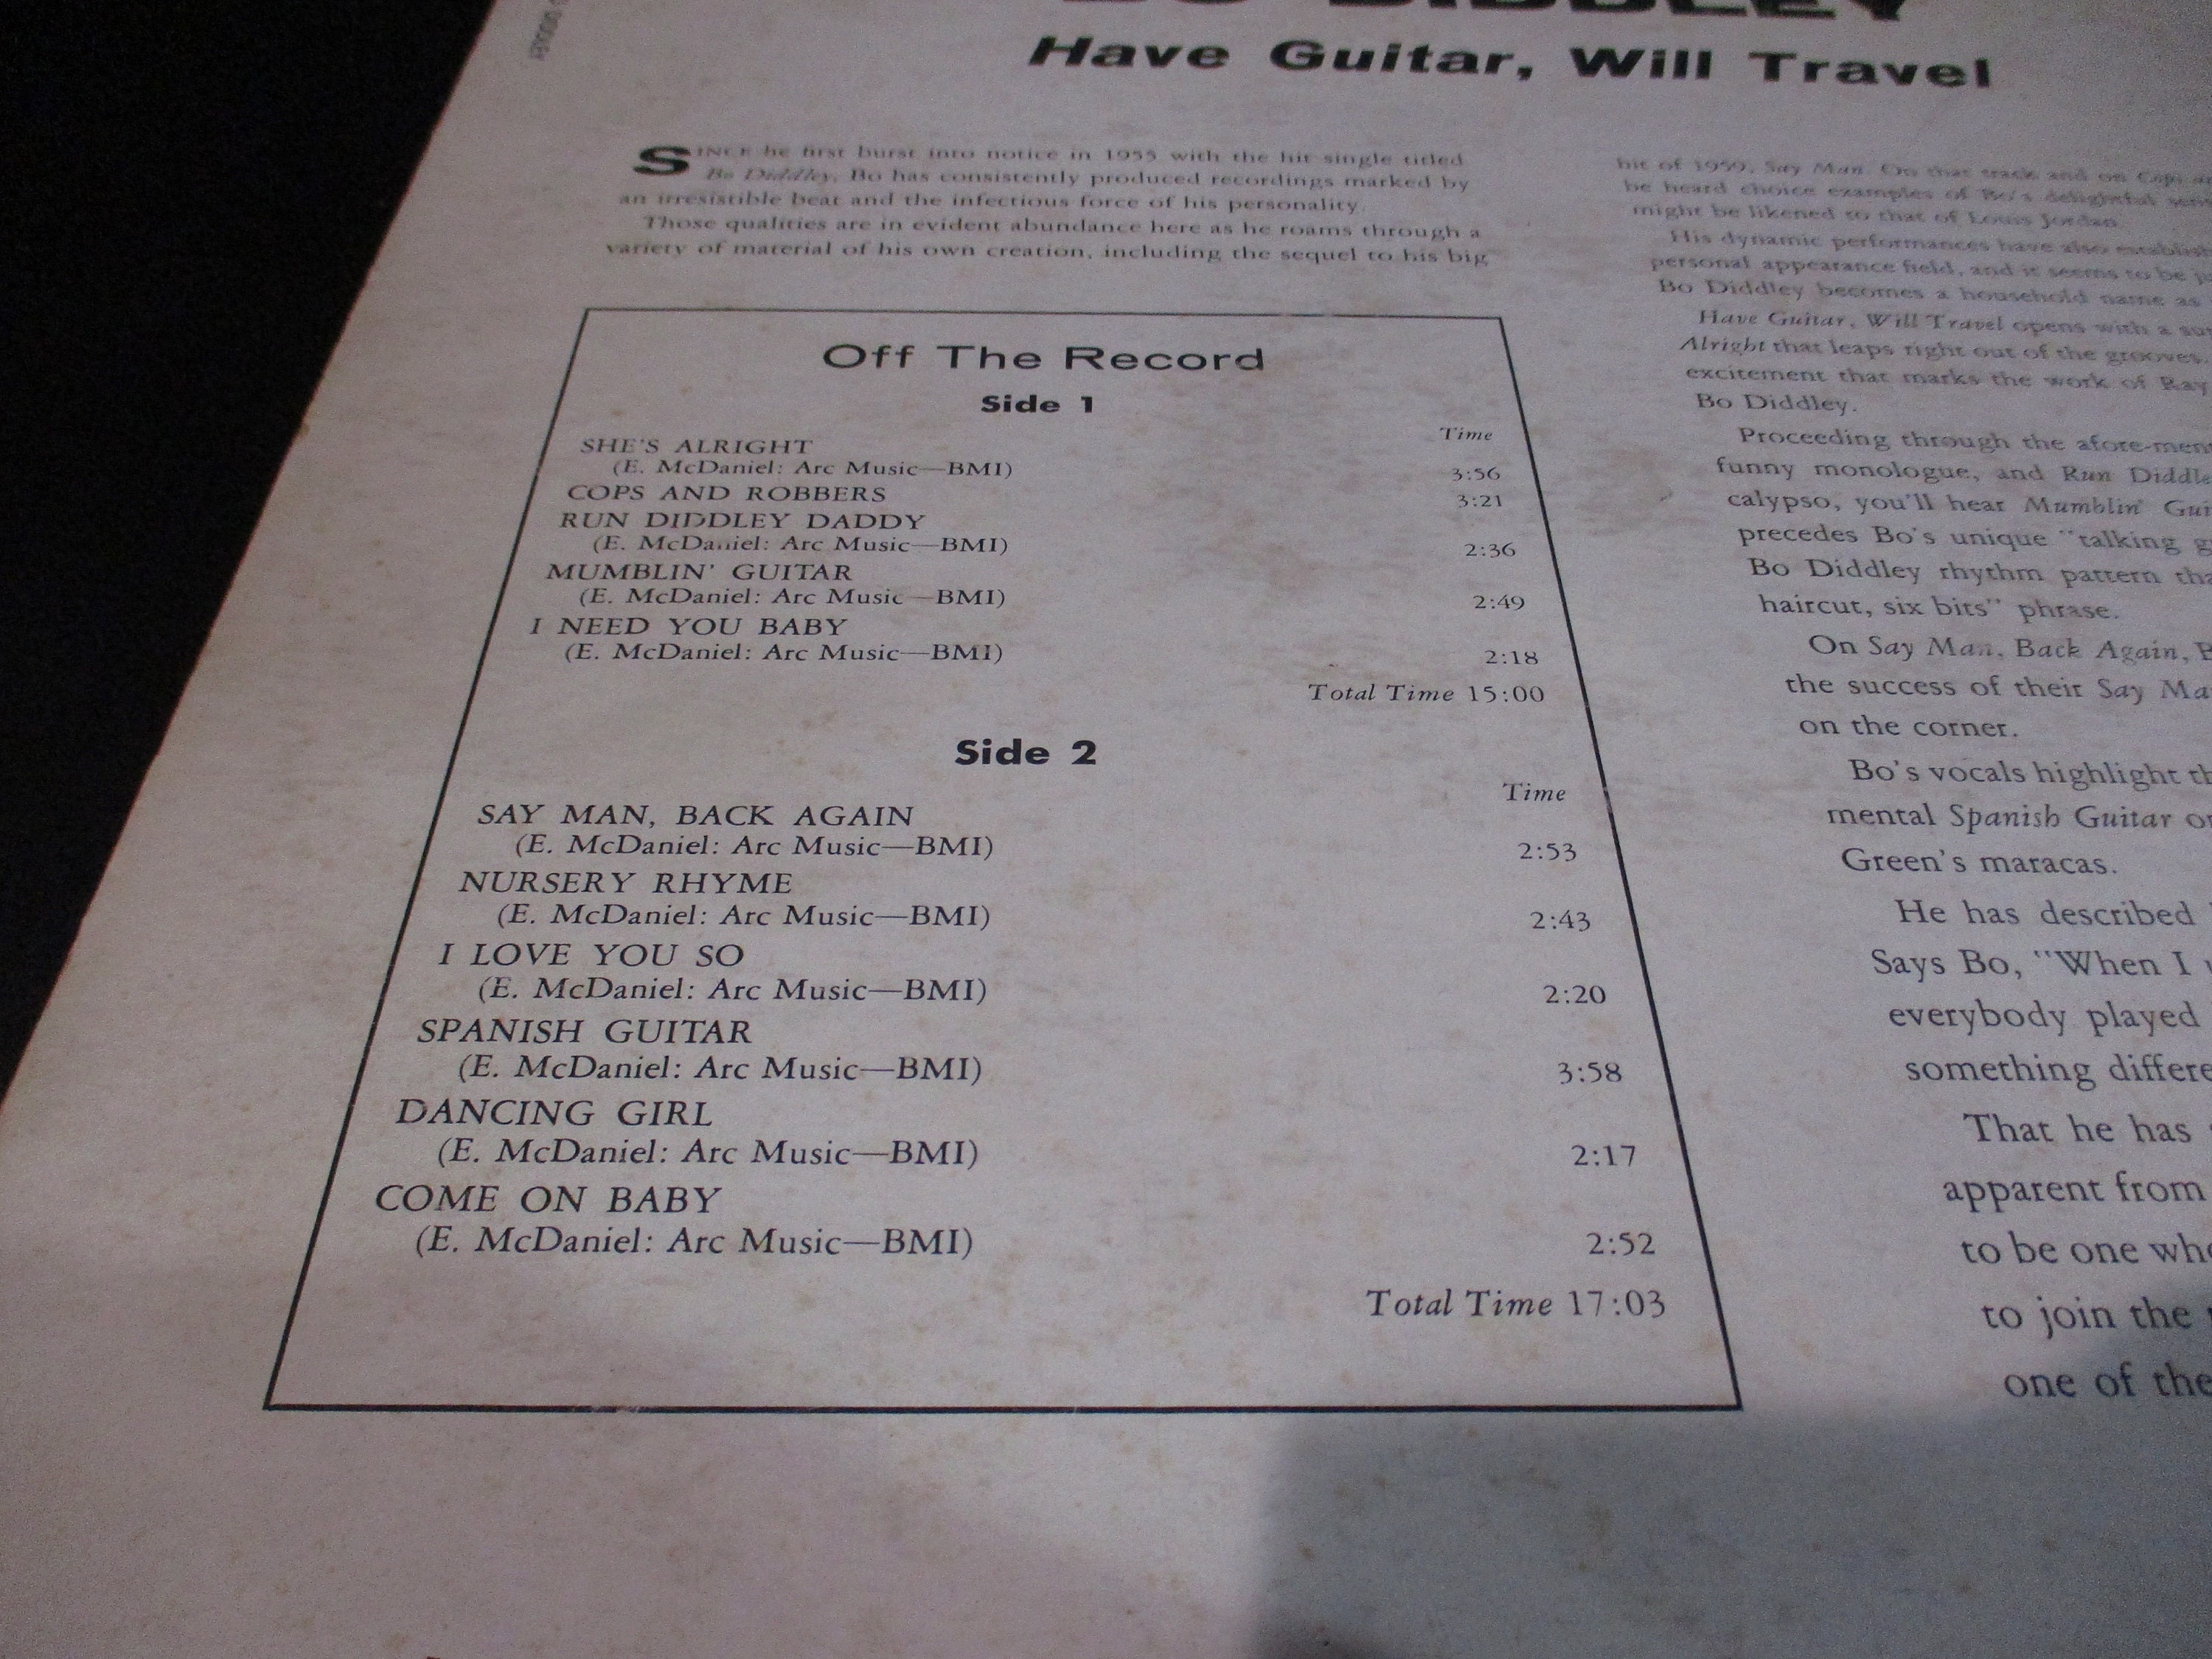 BO DIDDLEY
Have Guitar, Will Travel
SINCE he first burst into notice in 1955 with the hit single titled
Bo Diddley, Bo has consistently produced recordings marked by
an irresistible beat and the infectious force of his personality.
Those qualities are in evident abundance here as he roams through a
variety of material of his own creation, including the sequel to his big
Off The Record
Side 1
Time
SHE'S ALRIGHT
(E. McDaniel: Arc Music—BMI) 3:56
COPS AND ROBBERS 3:21
RUN DIDDLEY DADDY
(E. McDaniel: Arc Music—BMI) 2:36
MUMBLIN' GUITAR
(E. McDaniel: Arc Music—BMI) 2:49
I NEED YOU BABY
(E. McDaniel: Arc Music—BMI) 2:18
Total Time 15:00
Side 2
Time
SAY MAN, BACK AGAIN
(E. McDaniel: Arc Music—BMI) 2:53
NURSERY RHYME
(E. McDaniel: Arc Music—BMI) 2:43
I LOVE YOU SO
(E. McDaniel: Arc Music—BMI) 2:20
SPANISH GUITAR
(E. McDaniel: Arc Music—BMI) 3:58
DANCING GIRL
(E. McDaniel: Arc Music—BMI) 2:17
COME ON BABY
(E. McDaniel: Arc Music—BMI) 2:52
Total Time 17:03
hit of 1959, Say Man. On that track and on Cops
be heard choice examples of Bo's delightful
might be likened to that of Louis Jordan.
His dynamic performances have also
personal appearance field, and it seems to be
Bo Diddley becomes a household name as
Have Guitar, Will Travel opens with a
Alright that leaps right out of the grooves.
excitement that marks the work of Ray
Bo Diddley.
Proceeding through the afore-men
funny monologue, and Run Diddle
calypso, you'll hear Mumblin' Gui
precedes Bo's unique "talking g
Bo Diddley rhythm pattern tha
haircut, six bits" phrase.
On Say Man, Back Again, B
the success of their Say Ma
on the corner.
Bo's vocals highlight th
mental Spanish Guitar o
Green's maracas.
He has described
Says Bo, "When I
everybody played
something differe
That he has
apparent from
to be one who
to join the
one of the